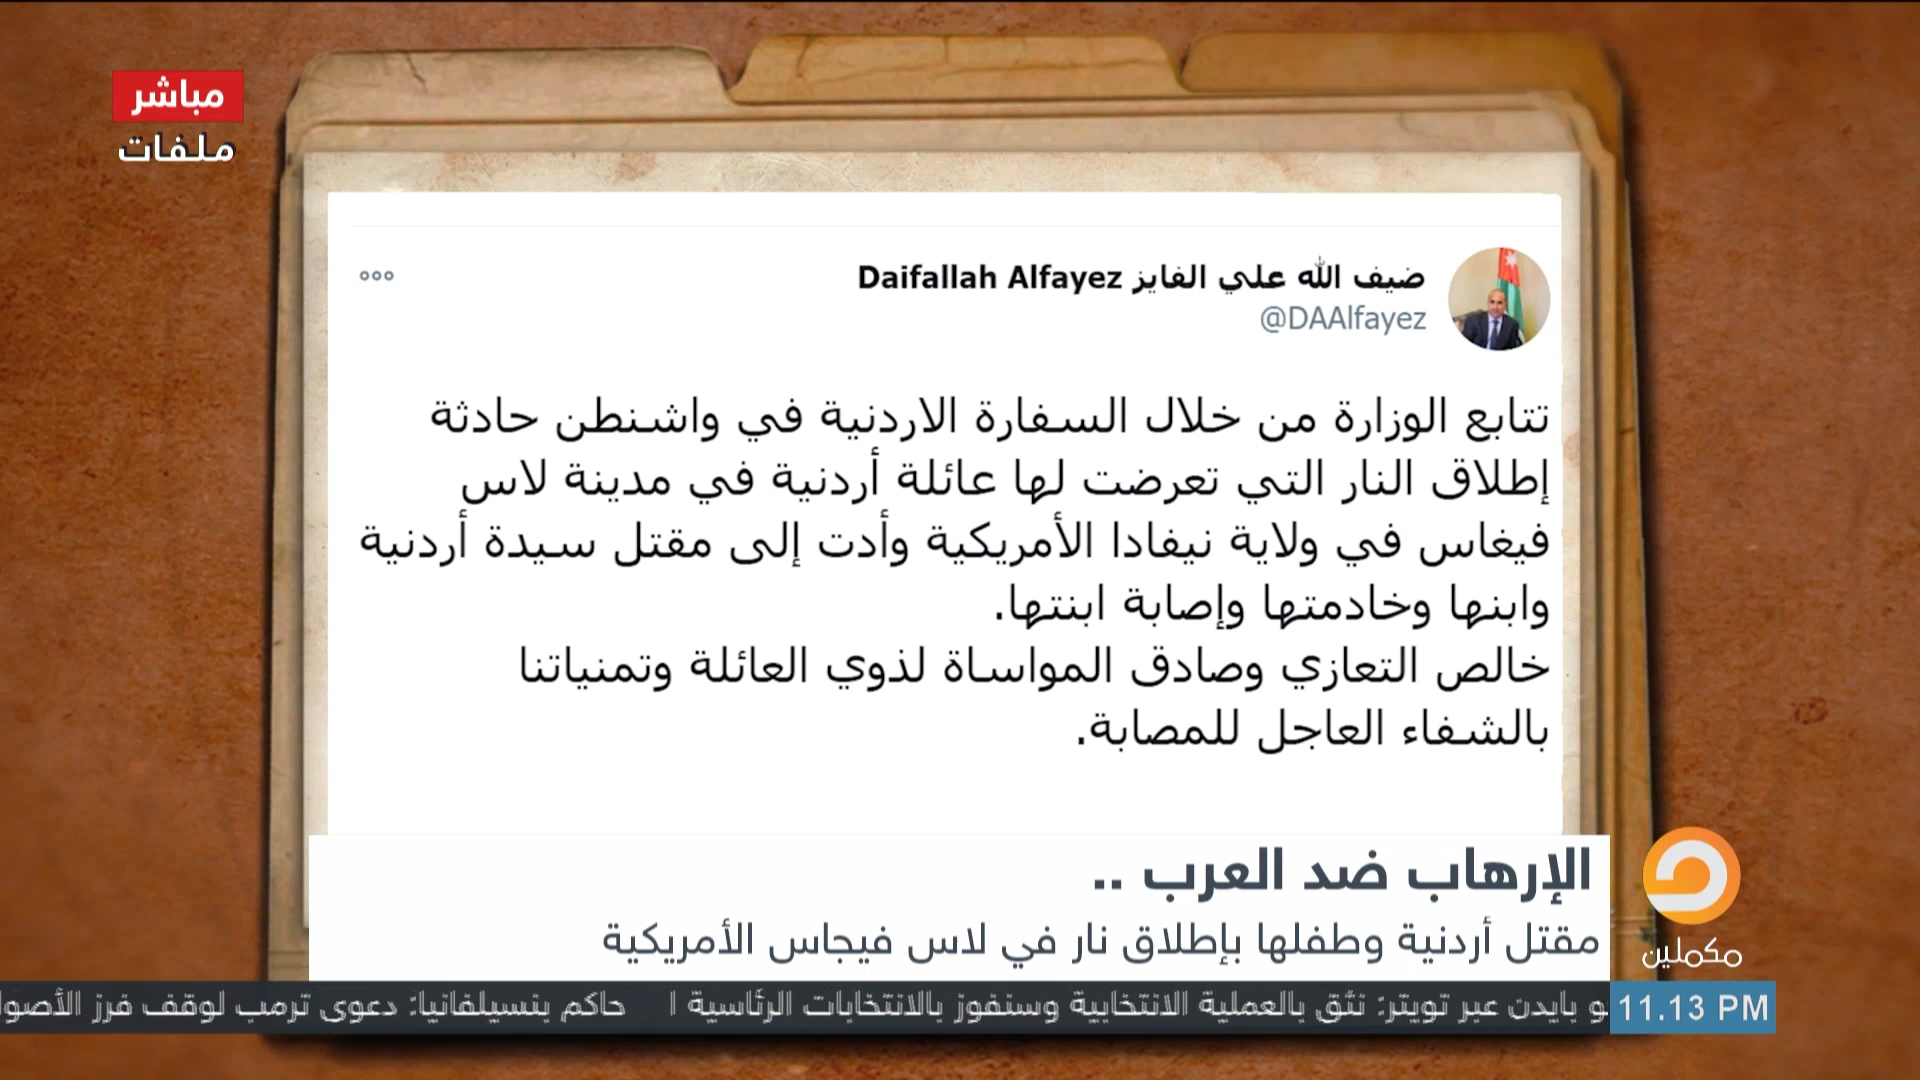 مباشر
ملفات
ضيف الله علي الفايز Daifallah Alfayez
@DAAlfayez
تتابع الوزارة من خلال السفارة الاردنية في واشنطن حادثة
إطلاق النار التي تعرضت لها عائلة أردنية في مدينة لاس
فيغاس في ولاية نيفادا الأمريكية وأدت إلى مقتل سيدة أردنية
وابنها وخادمتها وإصابة ابنتها.
خالص التعازي وصادق المواساة لذوي العائلة وتمنياتنا
بالشفاء العاجل للمصابة.
الإرهاب ضد العرب ..
مقتل أردنية وطفلها بإطلاق نار في لاس فيجاس الأمريكية
مكملين
و بايدن عبر تويتر: نثق بالعملية الانتخابية وسنفوز بالانتخابات الرئاسية حاكم بنسيلفانيا: دعوى ترمب لوقف فرز
11.13 PM